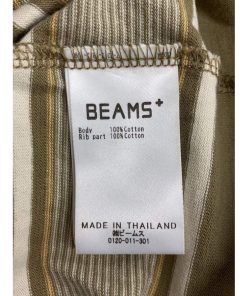 BEAMS+
Body 100%Cotton
Rib part 100%Cotton
MADE IN THAILAND
㈱ビームス
0120-011-301